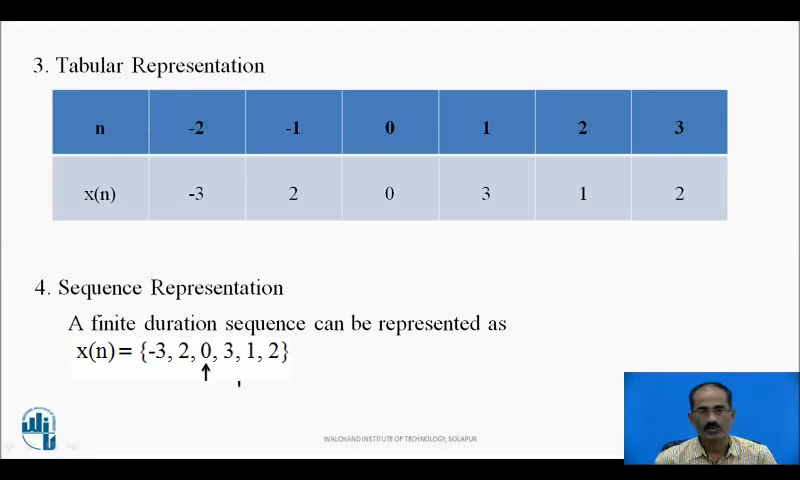 3. Tabular Representation
n -2 -1 0 1 2 3
x(n) -3 2 0 3 1 2
4. Sequence Representation
A finite duration sequence can be represented as
x(n) = {-3, 2, 0, 3, 1, 2}
WALCHAND INSTITUTE OF TECHNOLOGY, SOLAPUR